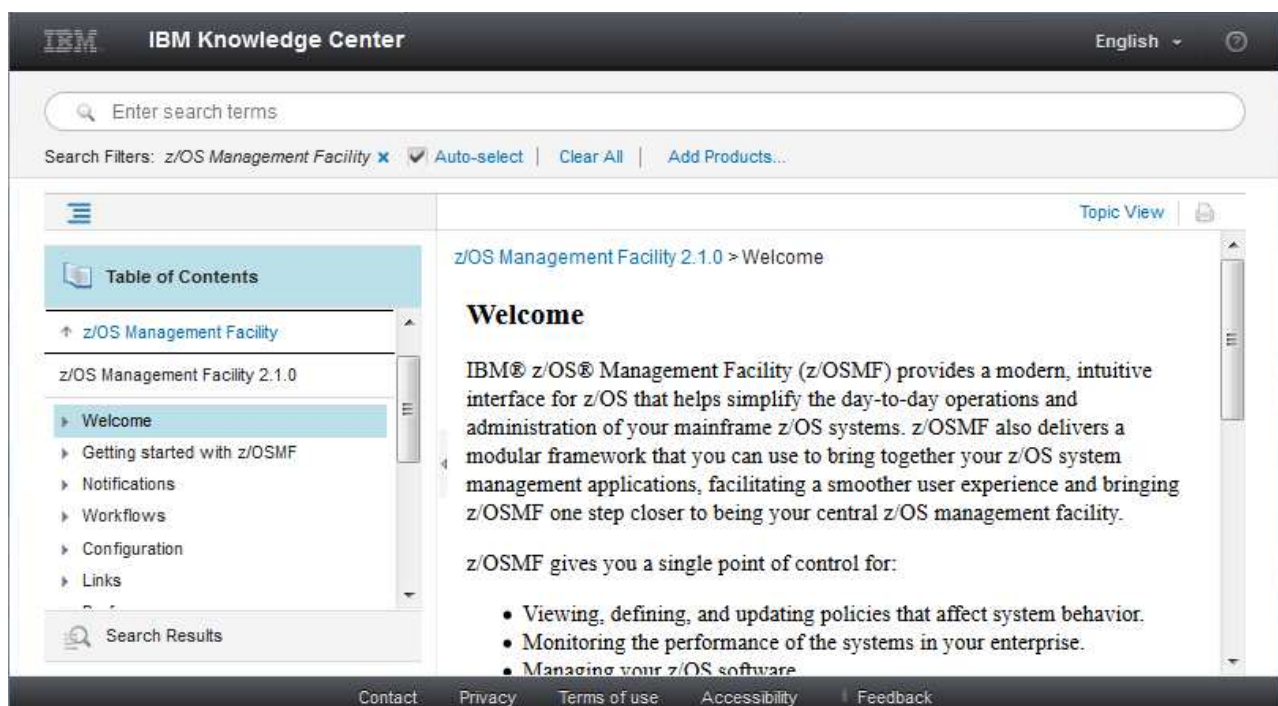 IBM IBM Knowledge Center English
Enter search terms
Search Filters: z/OS Management Facility × Auto-select | Clear All | Add Products...
Topic View
Table of Contents
z/OS Management Facility
z/OS Management Facility 2.1.0
Welcome
Getting started with z/OSMF
Notifications
Workflows
Configuration
Links
Search Results
z/OS Management Facility 2.1.0 > Welcome
Welcome
IBM® z/OS® Management Facility (z/OSMF) provides a modern, intuitive
interface for z/OS that helps simplify the day-to-day operations and
administration of your mainframe z/OS systems. z/OSMF also delivers a
modular framework that you can use to bring together your z/OS system
management applications, facilitating a smoother user experience and bringing
z/OSMF one step closer to being your central z/OS management facility.
z/OSMF gives you a single point of control for:
• Viewing, defining, and updating policies that affect system behavior.
• Monitoring the performance of the systems in your enterprise.
• Managing your z/OS software
Contact Privacy Terms of use Accessibility Feedback